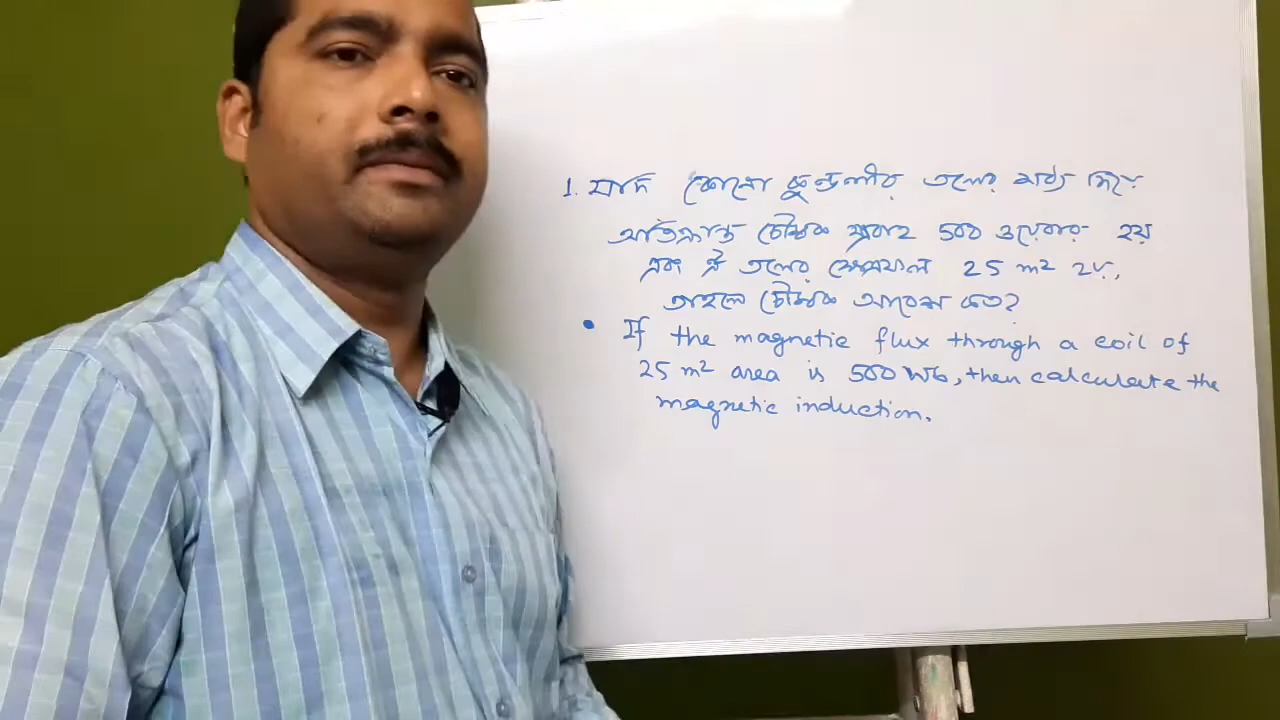 1. যদি কোনো কুন্ডলীর তলের মধ্য দিয়ে
অতিক্রান্ত চৌম্বক প্রবাহ 500 ওয়েবার হয়
এবং ঐ তলের ক্ষেত্রফল 25 m² হয়,
তাহলে চৌম্বক আবেশ কত?
• If the magnetic flux through a coil of
25 m² area is 500 Wb, then calculate the
magnetic induction.